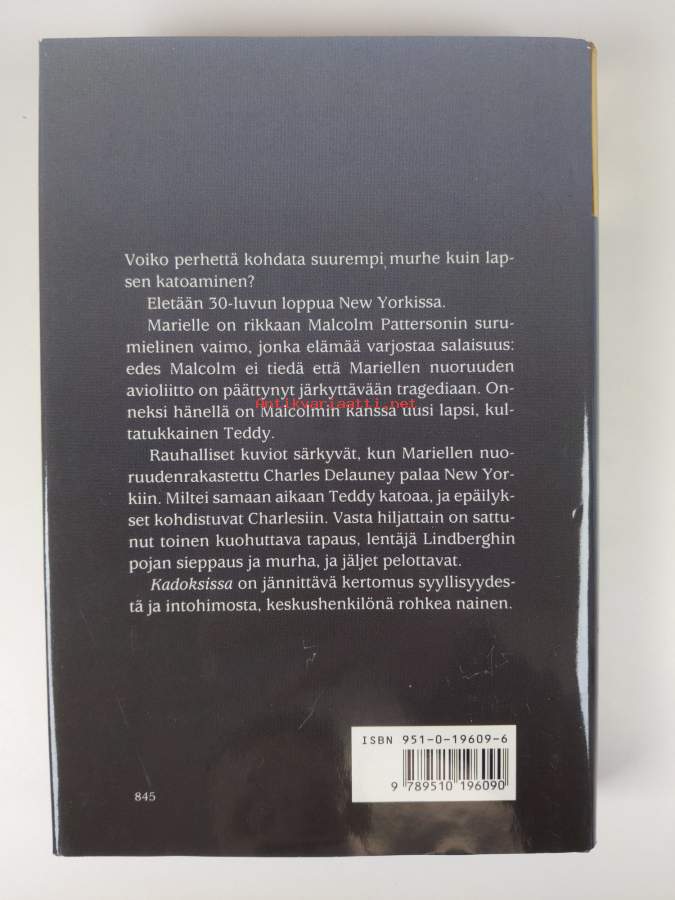 Voiko perhettä kohdata suurempi murhe kuin lap-
sen katoaminen?
Eletään 30-luvun loppua New Yorkissa.
Marielle on rikkaan Malcolm Pattersonin suru-
mielinen vaimo, jonka elämää varjostaa salaisuus:
edes Malcolm ei tiedä että Mariellen nuoruuden
avioliitto on päättynyt järkyttävään tragediaan. On-
neksi hänellä on Malcolmin kanssa uusi lapsi, kul-
tatukkainen Teddy.
Rauhalliset kuviot särkyvät, kun Mariellen nuo-
ruudenrakastettu Charles Delauney palaa New Yor-
kiin. Miltei samaan aikaan Teddy katoaa, ja epäilyk-
set kohdistuvat Charlesiin. Vasta hiljattain on sattu-
nut toinen kuohuttava tapaus, lentäjä Lindberghin
pojan sieppaus ja murha, ja jäljet pelottavat.
Kadoksissa on jännittävä kertomus syyllisyydes-
tä ja intohimosta, keskushenkilönä rohkea nainen.
Antikvariaatti.net
ISBN 951-0-19609-6
9 789510 196090
845